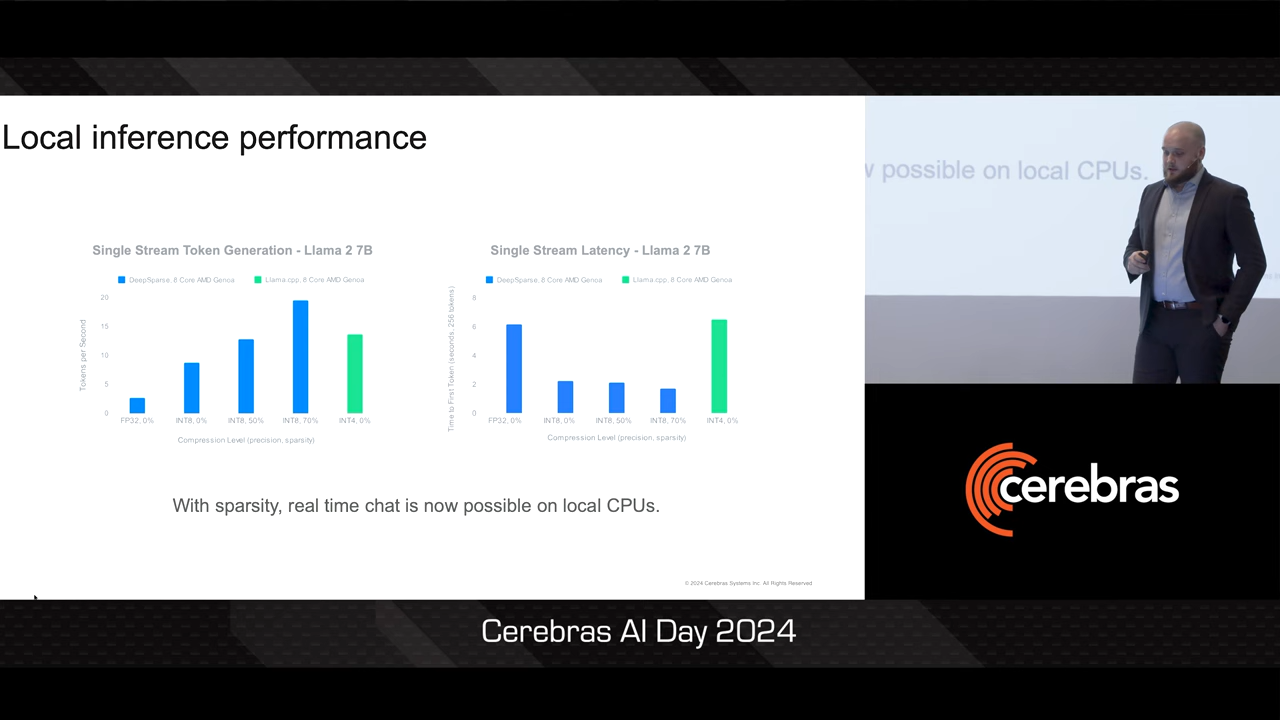 Local inference performance
Single Stream Token Generation - Llama 2 7B
DeepSparse, 8 Core AMD Genoa
Llama.cpp, 8 Core AMD Genoa
Tokens per Second
20
15
10
5
0
FP32, 0%
INT8, 0%
INT8, 50%
INT8, 70%
INT4, 0%
Compression Level (precision, sparsity)
Single Stream Latency - Llama 2 7B
DeepSparse, 8 Core AMD Genoa
Llama.cpp, 8 Core AMD Genoa
Time to First Token (seconds, 256 tokens)
8
6
4
2
0
FP32, 0%
INT8, 0%
INT8, 50%
INT8, 70%
INT4, 0%
Compression Level (precision, sparsity)
With sparsity, real time chat is now possible on local CPUs.
© 2024 Cerebras Systems Inc. All Rights Reserved
possible on local CPUs.
cerebras
Cerebras AI Day 2024